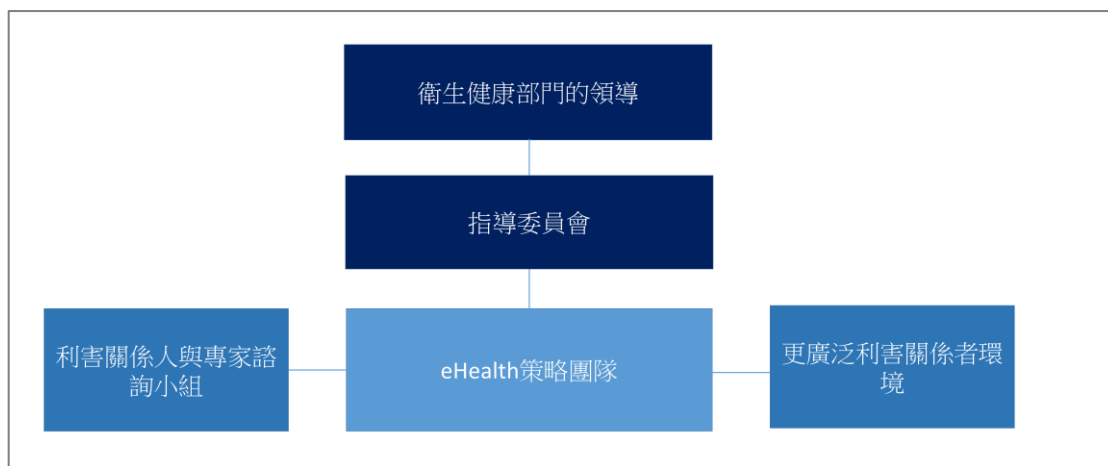 衛生健康部門的領導
指導委員會
利害關係人與專家諮
詢小組
eHealth策略團隊
更廣泛利害關係者環
境